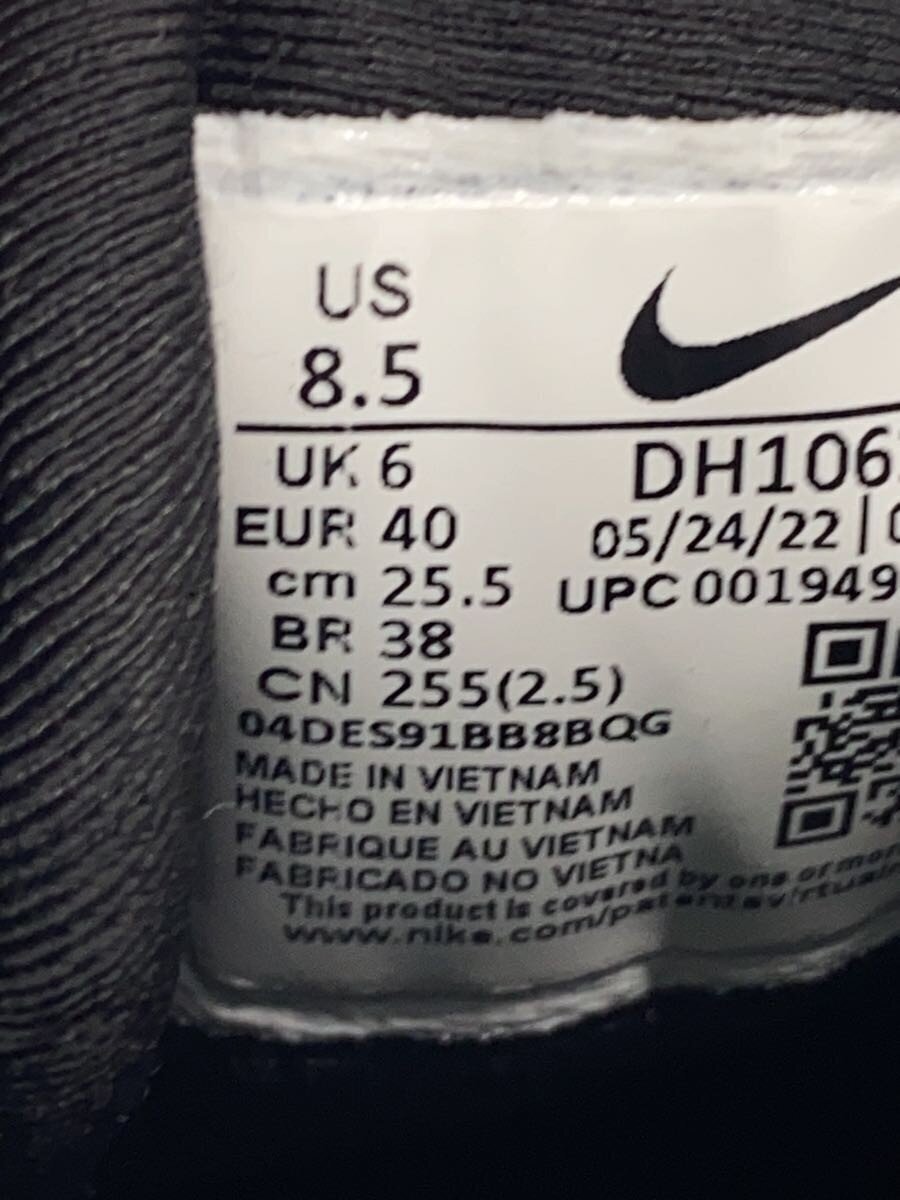 US
8.5
UK 6
EUR 40
cm 25.5
BR 38
CN 255(2.5)
04DES91BB8BQG
MADE IN VIETNAM
HECHO EN VIETNAM
FABRIQUE AU VIETNAM
FABRICADO NO VIETNA
This product is covered by one or more
www.nike.com/patents
DH106
05/24/22 |
UPC 001949